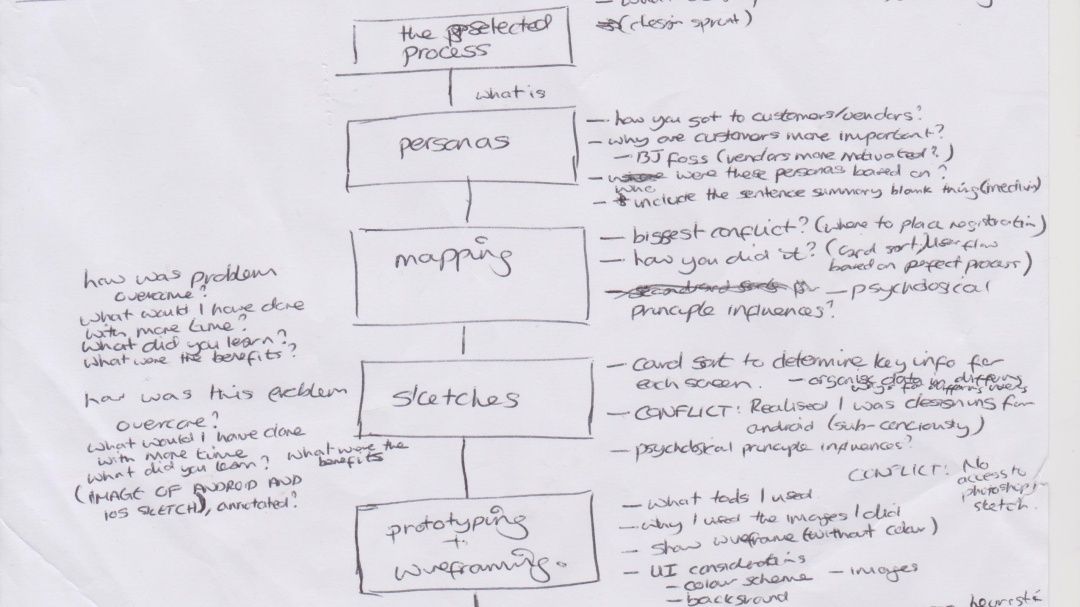 (design sprint)
the selected
process
what is
personas
— how you got to customers/vendors?
— why are customers more important?
— BJ Foss (vendors more motivated?)
— were these personas based on?
who
— include the sentence summary blank thing
mapping
— biggest conflict? (where to place registration)
— how you did it? (card sort/User flow
based on perfect process)
— psychological
principle influences?
how was problem
overcome?
what would I have done
with more time?
What did you learn?
What were the benefits?
sketches
— card sort to determine key info for
each screen. — organise data in differing
ways for differing users
— CONFLICT: Realised I was designing for
android (sub-conciously)
— psychological principle influences?
how was this problem
overcome?
what would i have done
with more time
what did you learn? what were the
benefits
(IMAGE OF ANDROID AND
IOS SKETCH), annotated?
CONFLICT: No
access to
photoshop/
sketch.
prototyping
+
wireframing.
— what tools I used
— why I used the images I did
— show wireframe (without colour)
— UI considerations
— colour scheme — images
— background
heuristic